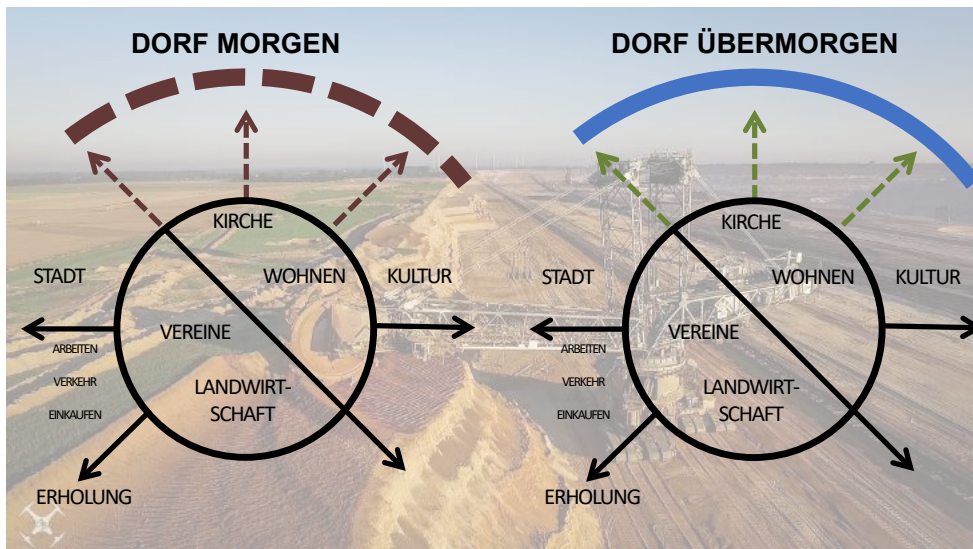 DORF MORGEN
KIRCHE
STADT
WOHNEN
KULTUR
VEREINE
ARBEITEN
VERKEHR
EINKAUFEN
LANDWIRT-
SCHAFT
ERHOLUNG
DORF ÜBERMORGEN
KIRCHE
STADT
WOHNEN
KULTUR
VEREINE
ARBEITEN
VERKEHR
EINKAUFEN
LANDWIRT-
SCHAFT
ERHOLUNG